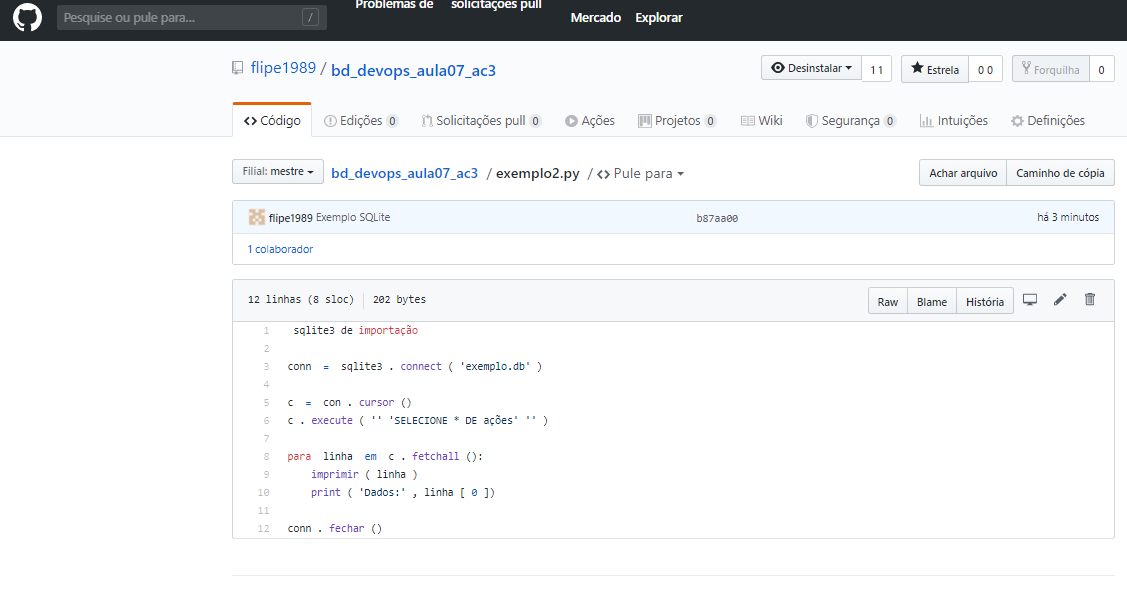 Problemas de solicitações pull
Pesquise ou pule para... /
Mercado Explorar
flipe1989 / bd_devops_aula07_ac3
Desinstalar 1 1
Estrela 0 0
Forquilha 0
Código
Edições 0
Solicitações pull 0
Ações
Projetos 0
Wiki
Segurança 0
Intuições
Definições
Filial: mestre
bd_devops_aula07_ac3 / exemplo2.py / <> Pule para
Achar arquivo Caminho de cópia
flipe1989 Exemplo SQLite b87aa00 há 3 minutos
1 colaborador
12 linhas (8 sloc) 202 bytes
Raw Blame História
1 sqlite3 de importação
2
3 conn = sqlite3 . connect ( 'exemplo.db' )
4
5 c = con . cursor ()
6 c . execute ( '' 'SELECIONE * DE ações' '' )
7
8 para linha em c . fetchall ():
9 imprimir ( linha )
10 print ( 'Dados:' , linha [ 0 ])
11
12 conn . fechar ()